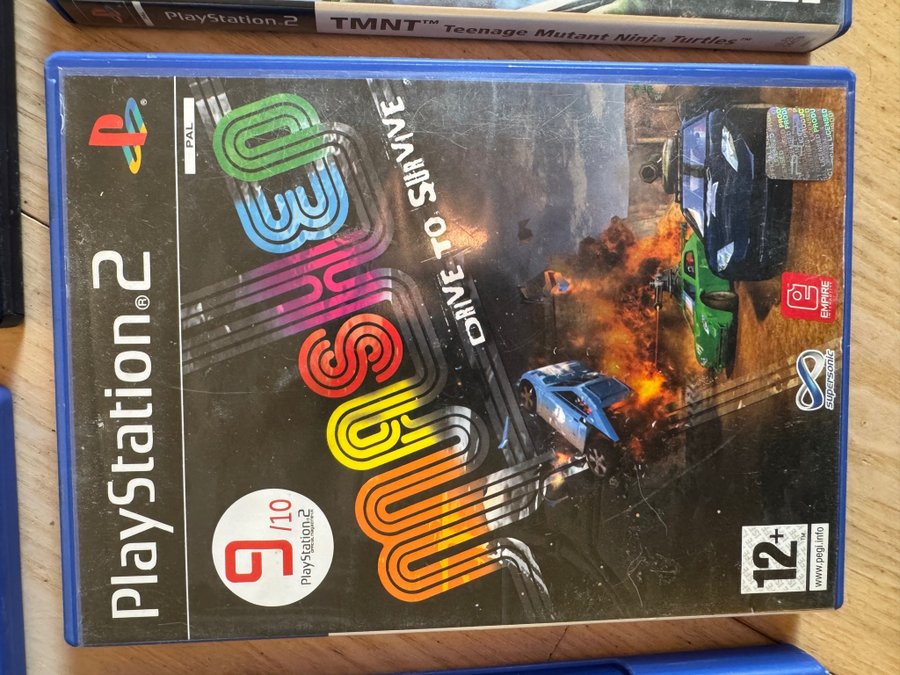 PlayStation 2
TMNT™ Teenage Mutant Ninja Turtles™
PlayStation®2
PAL
mashed
DRIVE TO SURVIVE
9/10
PlayStation 2
EMPIRE
INTERACTIVE
supersonic
12+
www.pegi.info